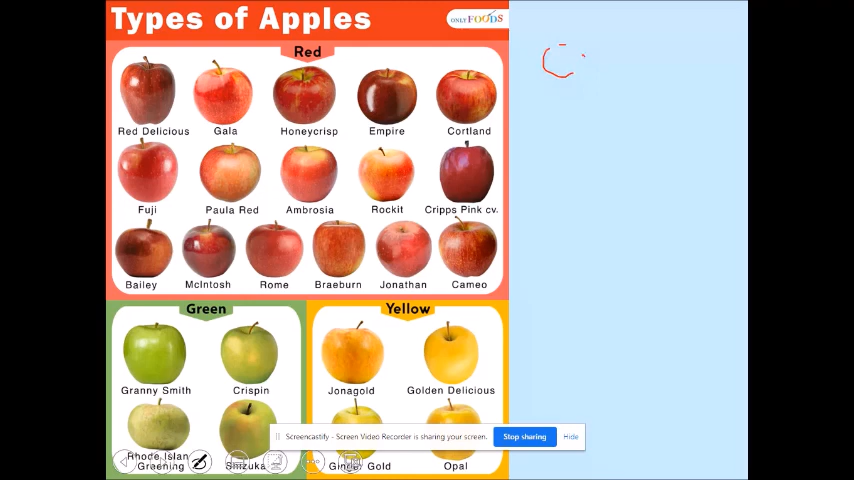 Types of Apples
ONLY FOODS
Red
Red Delicious Gala Honeycrisp Empire Cortland
Fuji Paula Red Ambrosia Rockit Cripps Pink cv.
Bailey McIntosh Rome Braeburn Jonathan Cameo
Green Yellow
Granny Smith Crispin Jonagold Golden Delicious
Screencastify - Screen Video Recorder is sharing your screen. Stop sharing Hide
Rhode Islan
Greening Shizuka Gold Opal